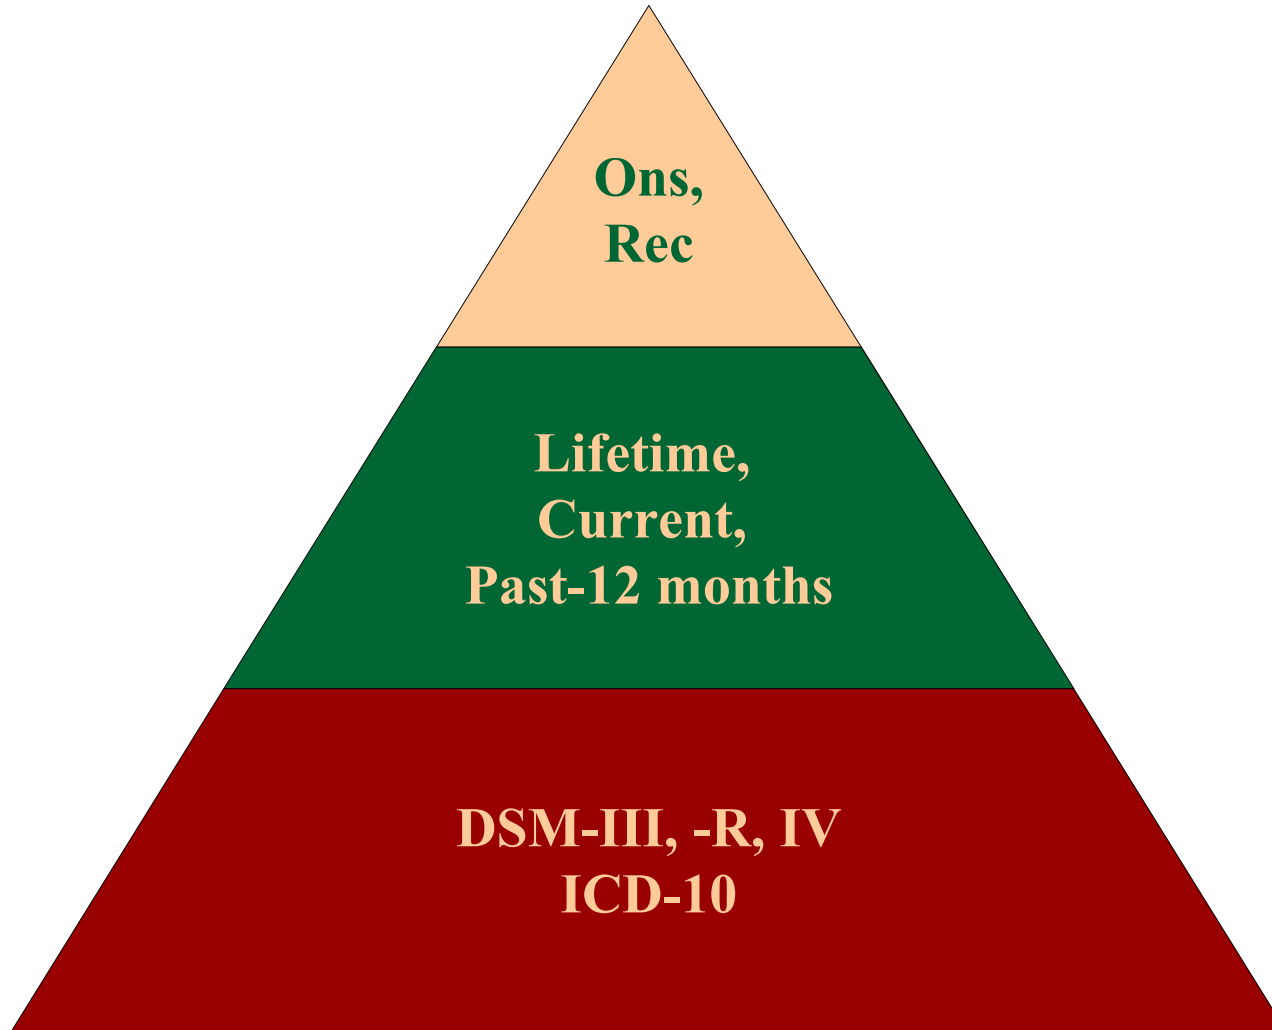 Ons,
Rec
Lifetime,
Current,
Past-12 months
DSM-III, -R, IV
ICD-10